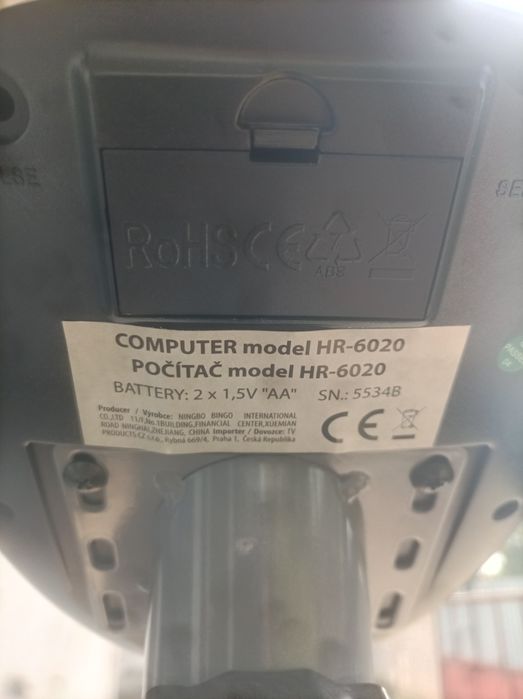 RoHS CE
ABS
COMPUTER model HR-6020
POČÍTAČ model HR-6020
BATTERY: 2 x 1,5V "AA" SN.: 5534B
Producer / Výrobce: NINGBO BINGO INTERNATIONAL
CO.,LTD 11/F,No.1BUILDING,FINANCIAL CENTER,XUEMIAN
ROAD NINGHAI,ZHEJIANG, CHINA Importer / Dovozce: TV
PRODUCTS CZ s.r.o., Rybná 669/4, Praha 1, Česká Republika
CE